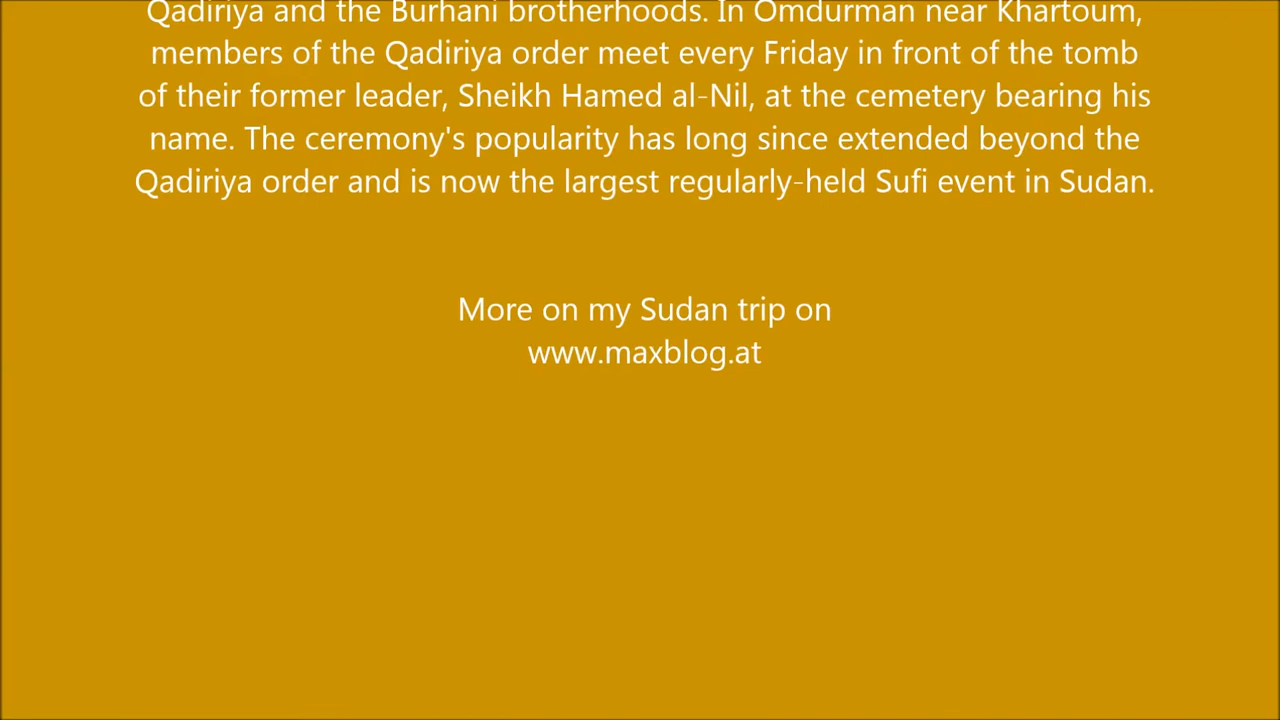 Qadiriya and the Burhani brotherhoods. In Omdurman near Khartoum,
members of the Qadiriya order meet every Friday in front of the tomb
of their former leader, Sheikh Hamed al-Nil, at the cemetery bearing his
name. The ceremony's popularity has long since extended beyond the
Qadiriya order and is now the largest regularly-held Sufi event in Sudan.
More on my Sudan trip on
www.maxblog.at